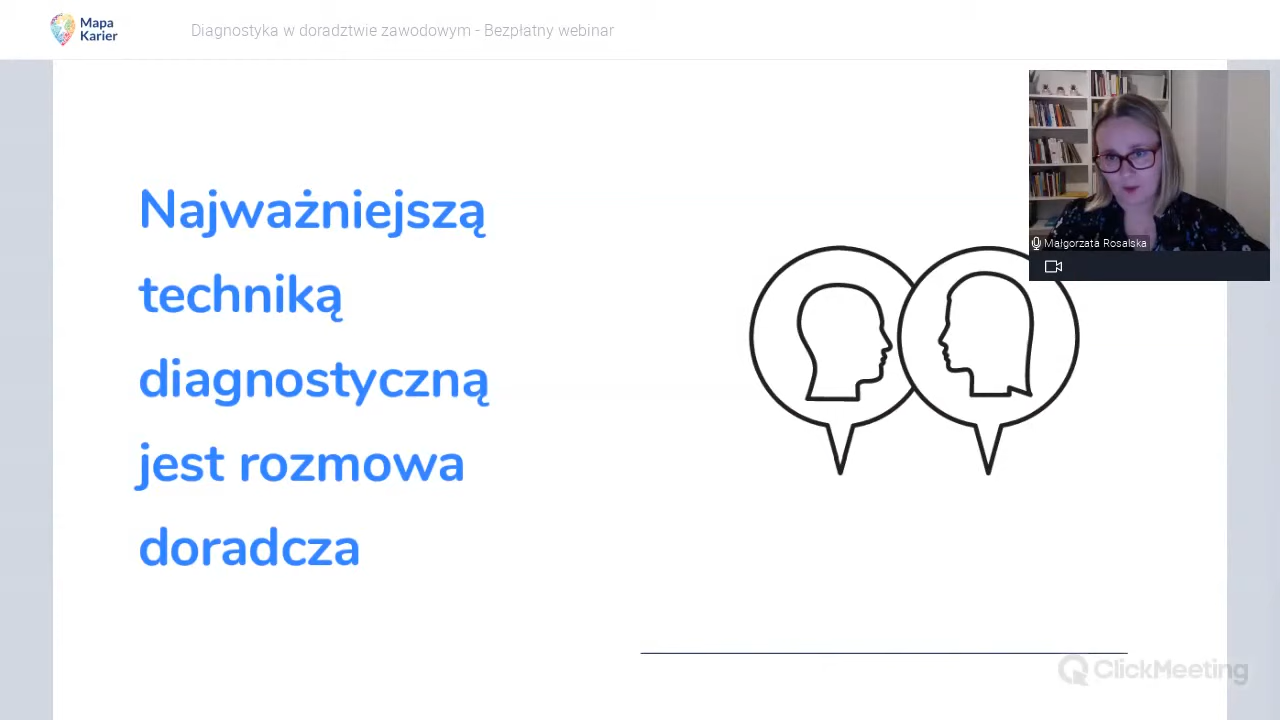 Mapa
Karier
Diagnostyka w doradztwie zawodowym - Bezpłatny webinar
Małgorzata Rosalska
Najważniejszą
techniką
diagnostyczną
jest rozmowa
doradcza
ClickMeeting